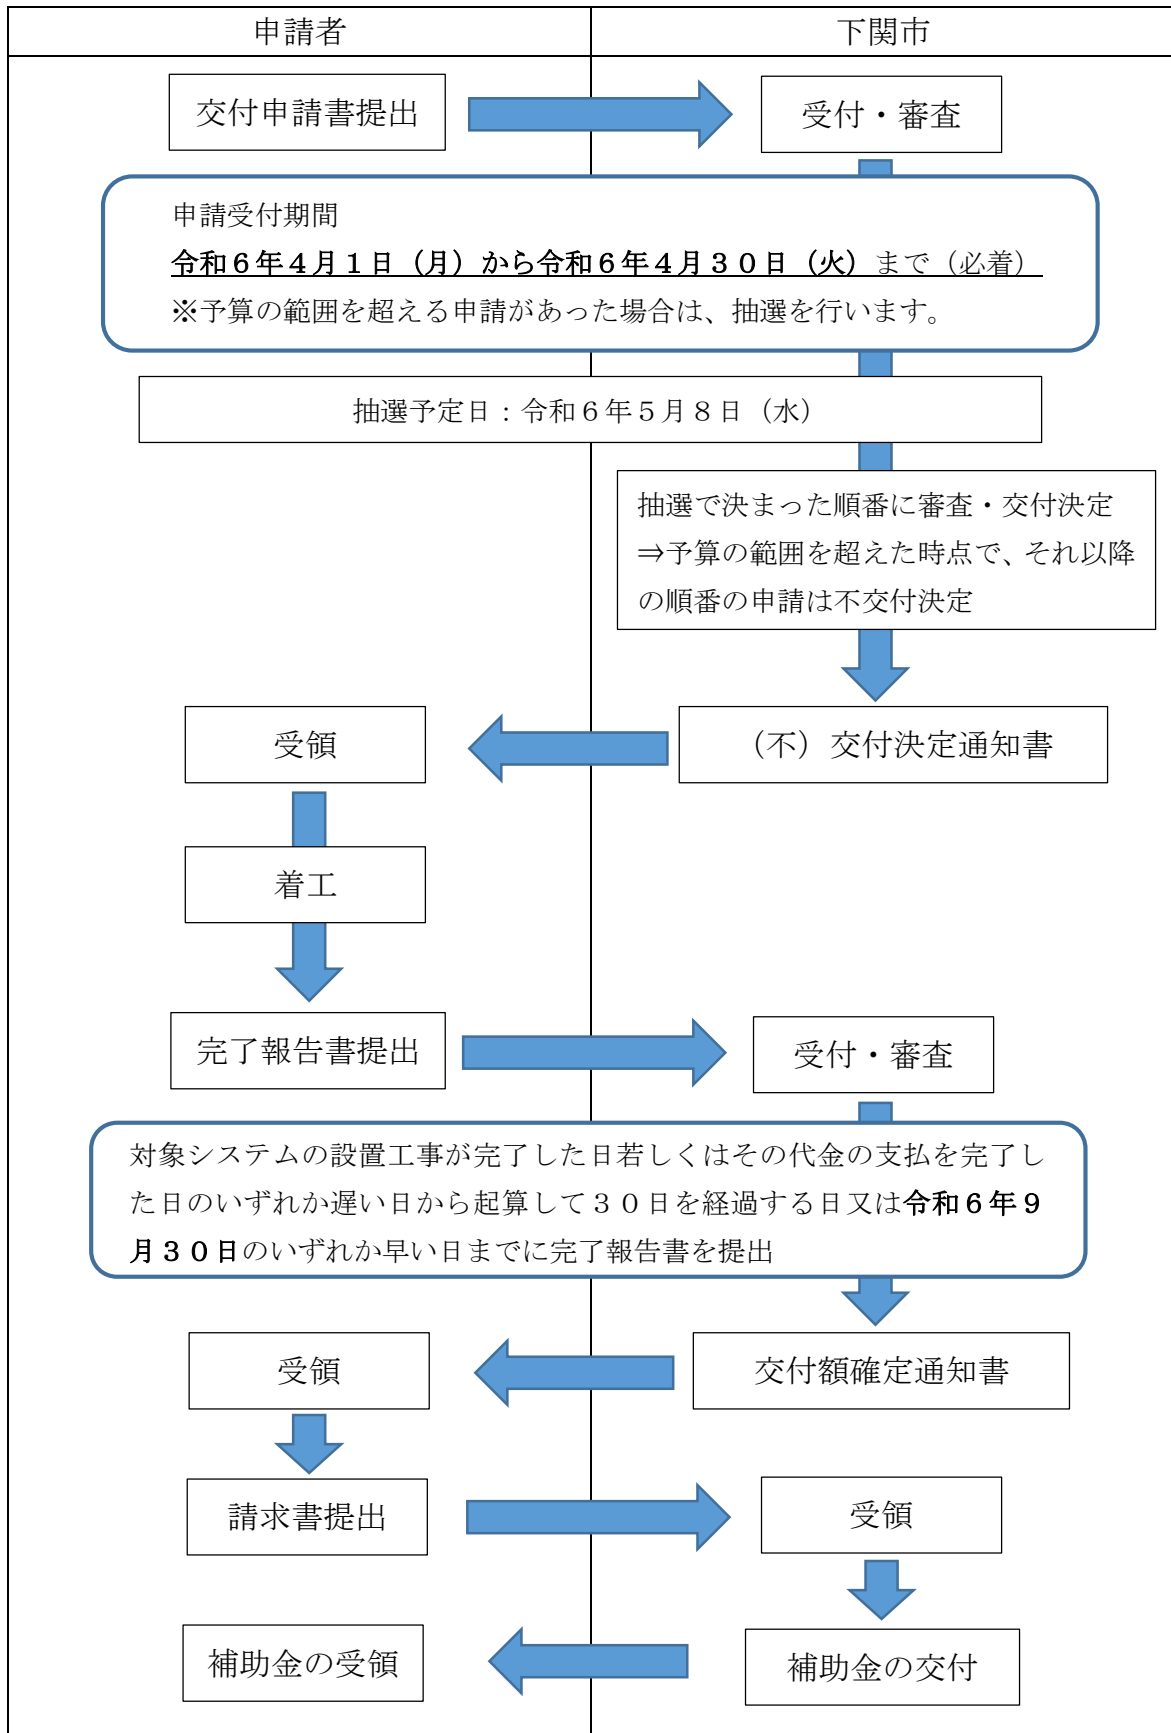 申請者
下関市
交付申請書提出
受付・審査
申請受付期間
令和６年４月１日（月）から令和６年４月３０日（火）まで（必着）
※予算の範囲を超える申請があった場合は、抽選を行います。
抽選予定日：令和６年５月８日（水）
抽選で決まった順番に審査・交付決定
⇒予算の範囲を超えた時点で、それ以降
の順番の申請は不交付決定
（不）交付決定通知書
受領
着工
完了報告書提出
受付・審査
対象システムの設置工事が完了した日若しくはその代金の支払を完了し
た日のいずれか遅い日から起算して３０日を経過する日又は令和６年９
月３０日のいずれか早い日までに完了報告書を提出
交付額確定通知書
受領
請求書提出
受領
補助金の交付
補助金の受領